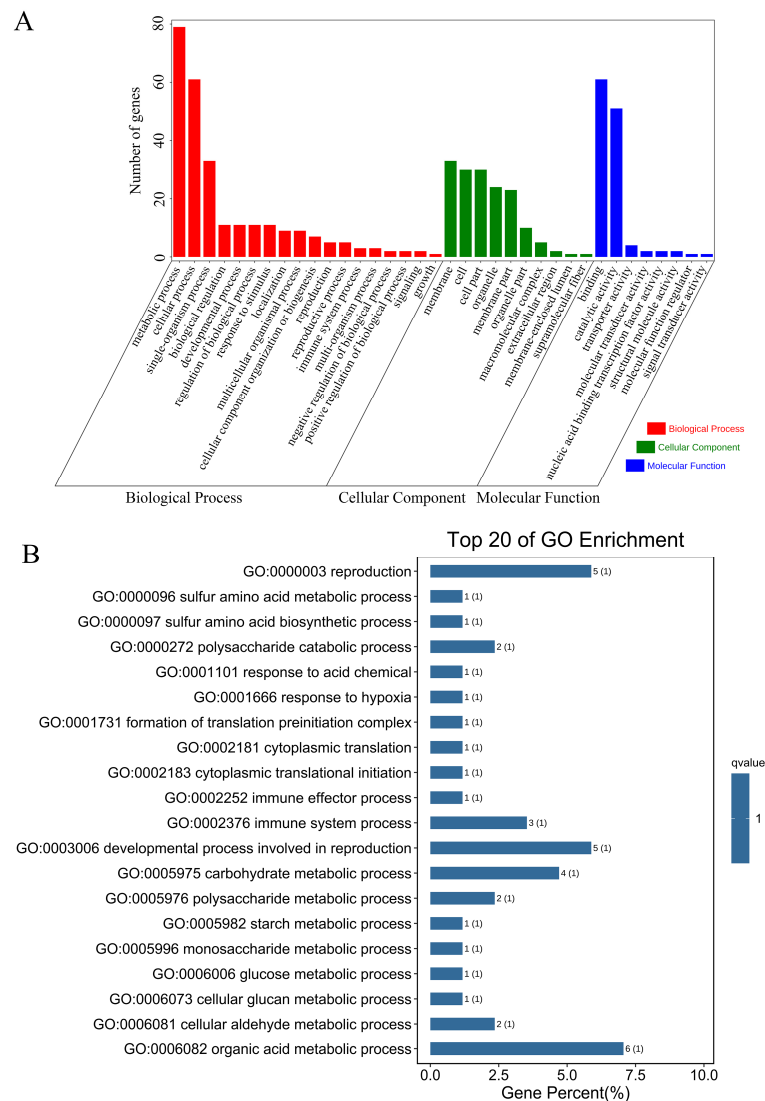 A
Number of genes
80
60
40
20
0
metabolic process
cellular process
single-organism process
biological regulation
developmental process
regulation of biological process
response to stimulus
localization
multicellular organismal process
cellular component organization or biogenesis
reproduction
reproductive process
immune system process
multi-organism process
negative regulation of biological process
positive regulation of biological process
signaling
growth
membrane
cell
cell part
organelle
membrane part
organelle part
macromolecular complex
extracellular region
membrane-enclosed lumen
supramolecular fiber
binding
catalytic activity
transporter activity
molecular transducer activity
nucleic acid binding transcription factor activity
structural molecule activity
molecular function regulator
signal transducer activity
Biological Process
Cellular Component
Molecular Function
Biological Process Cellular Component Molecular Function
B
Top 20 of GO Enrichment
GO:0000003 reproduction 5 (1)
GO:0000096 sulfur amino acid metabolic process 1 (1)
GO:0000097 sulfur amino acid biosynthetic process 1 (1)
GO:0000272 polysaccharide catabolic process 2 (1)
GO:0001101 response to acid chemical 1 (1)
GO:0001666 response to hypoxia 1 (1)
GO:0001731 formation of translation preinitiation complex 1 (1)
GO:0002181 cytoplasmic translation 1 (1)
GO:0002183 cytoplasmic translational initiation 1 (1)
GO:0002252 immune effector process 1 (1)
GO:0002376 immune system process 3 (1)
GO:0003006 developmental process involved in reproduction 5 (1)
GO:0005975 carbohydrate metabolic process 4 (1)
GO:0005976 polysaccharide metabolic process 2 (1)
GO:0005982 starch metabolic process 1 (1)
GO:0005996 monosaccharide metabolic process 1 (1)
GO:0006006 glucose metabolic process 1 (1)
GO:0006073 cellular glucan metabolic process 1 (1)
GO:0006081 cellular aldehyde metabolic process 2 (1)
GO:0006082 organic acid metabolic process 6 (1)
0.0 2.5 5.0 7.5 10.0
Gene Percent(%)
qvalue
1